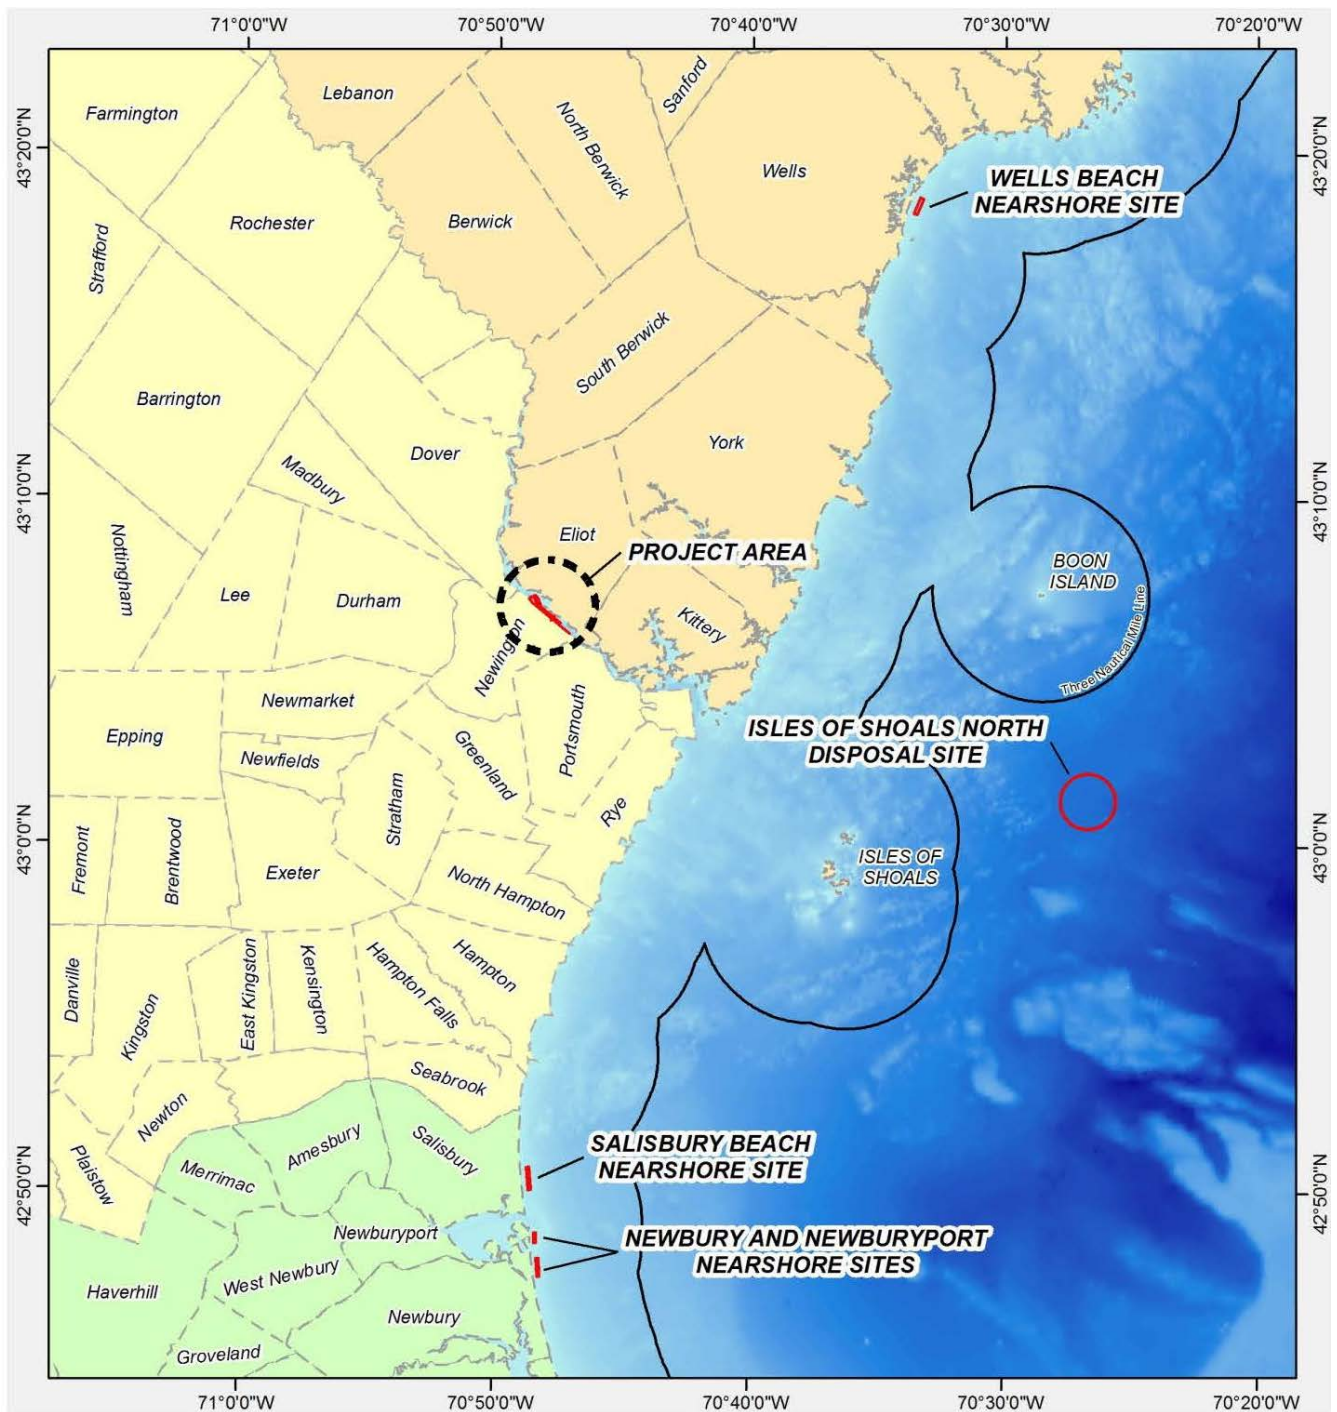 71°0'0"W
70°50'0"W
70°40'0"W
70°30'0"W
70°20'0"W
43°20'0"N
43°20'0"N
Farmington
Lebanon
North Berwick
Sanford
Wells
WELLS BEACH
NEARSHORE SITE
Rochester
Berwick
Strafford
South Berwick
Barrington
York
Dover
Madbury
43°10'0"N
43°10'0"N
Nottingham
Eliot
PROJECT AREA
BOON
ISLAND
Lee
Durham
Kittery
Newington
Three Nautical Mile Line
Newmarket
Epping
Newfields
Greenland
Portsmouth
ISLES OF SHOALS NORTH
DISPOSAL SITE
Stratham
Rye
43°0'0"N
43°0'0"N
Fremont
Brentwood
Exeter
North Hampton
ISLES OF
SHOALS
Danville
Kingston
East Kingston
Kensington
Hampton Falls
Hampton
Seabrook
Newton
Plaistow
Merrimac
Amesbury
Salisbury
SALISBURY BEACH
NEARSHORE SITE
42°50'0"N
42°50'0"N
Newburyport
NEWBURY AND NEWBURYPORT
NEARSHORE SITES
Haverhill
West Newbury
Newbury
Groveland
71°0'0"W
70°50'0"W
70°40'0"W
70°30'0"W
70°20'0"W